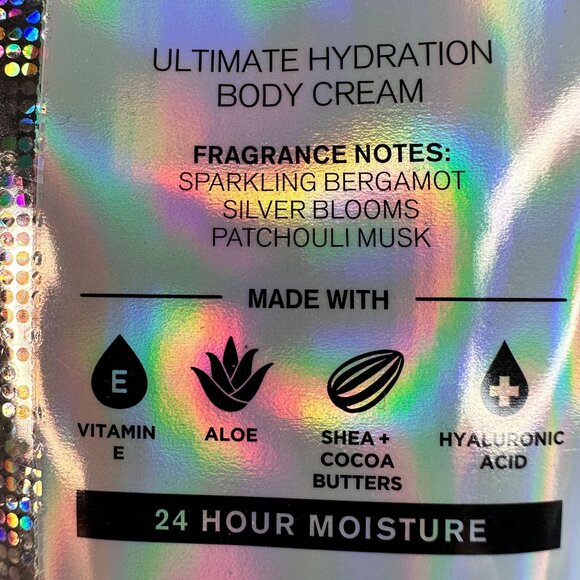 ULTIMATE HYDRATION
BODY CREAM
FRAGRANCE NOTES:
SPARKLING BERGAMOT
SILVER BLOOMS
PATCHOULI MUSK
MADE WITH
E
VITAMIN
E
ALOE
SHEA +
COCOA
BUTTERS
HYALURONIC
ACID
24 HOUR MOISTURE